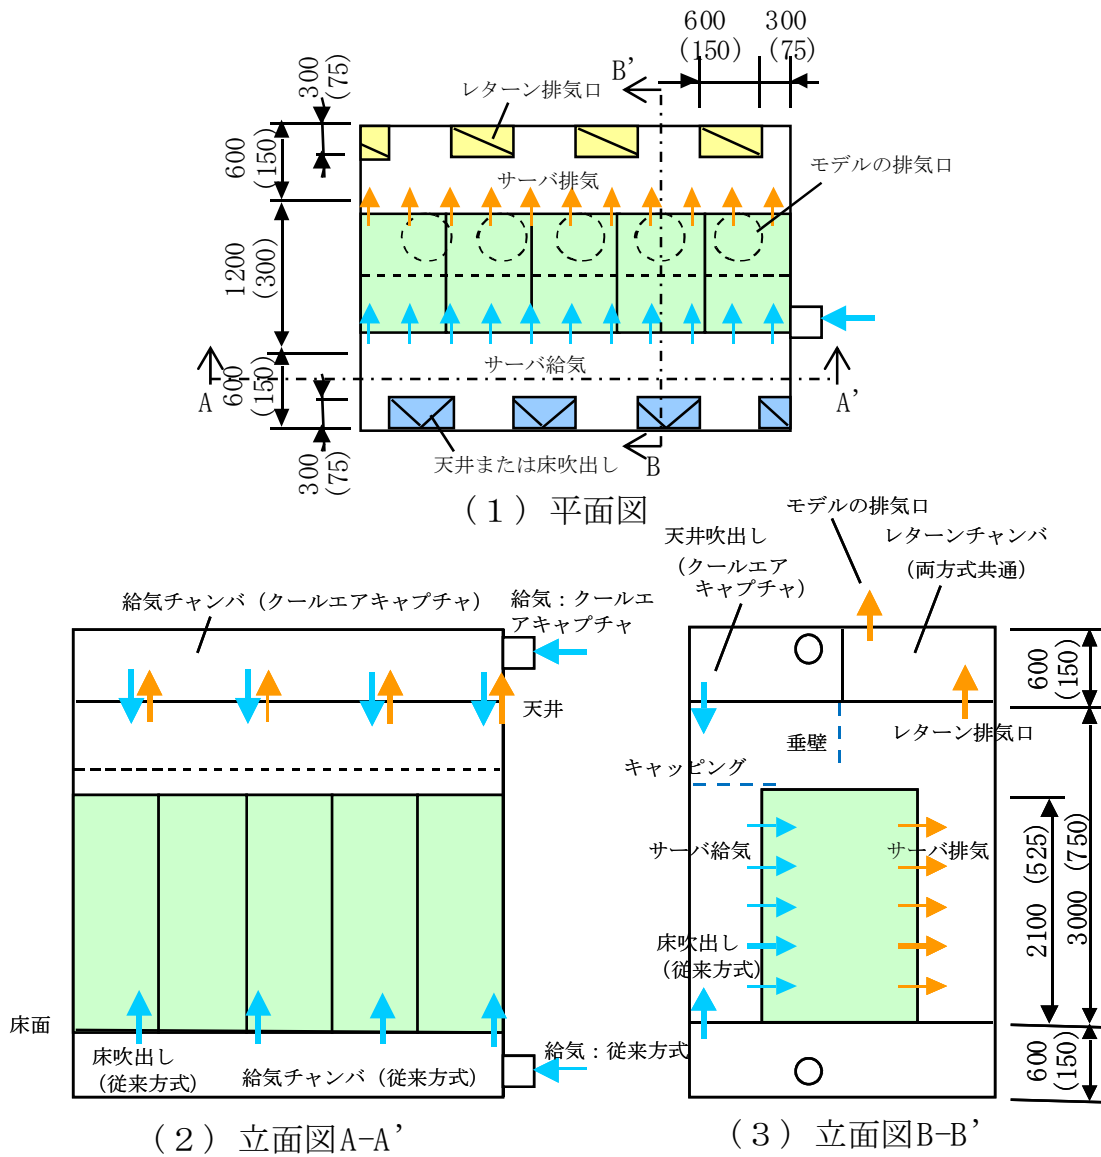 600
(150)
300
(75)
B'
レターン排気口
300
(75)
600
(150)
サーバ排気
モデルの排気口
1200
(300)
サーバ給気
600
(150)
A
A'
300
(75)
天井または床吹出し
B
(１) 平面図
モデルの排気口
天井吹出し
(クールエア
キャプチャ)
レターンチャンバ
(両方式共通)
給気チャンバ (クールエアキャプチャ)
給気：クールエ
アキャプチャ
天井
600
(150)
垂壁
レターン排気口
キャッピング
サーバ給気
サーバ排気
2100 (525)
3000 (750)
床吹出し
(従来方式)
床面
床吹出し
(従来方式)
給気チャンバ (従来方式)
給気：従来方式
600
(150)
(２) 立面図A-A'
(３) 立面図B-B'